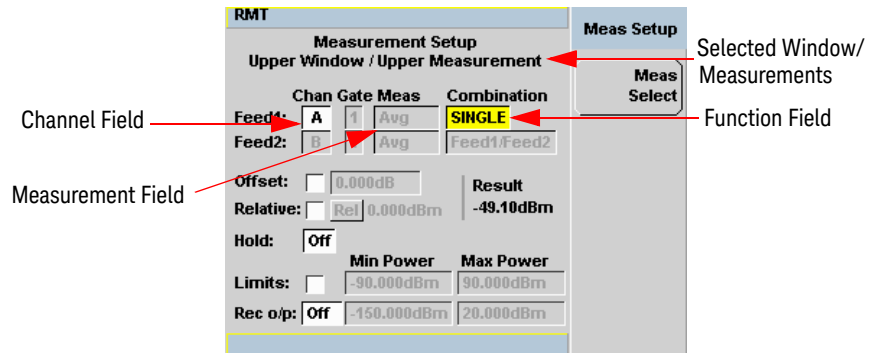 RMT
Meas Setup
Measurement Setup
Upper Window / Upper Measurement
Selected Window/
Measurements
Meas
Select
Chan Gate Meas Combination
Channel Field
Feed1: A 1 Avg SINGLE
Function Field
Feed2: B Avg Feed1/Feed2
Measurement Field
Offset: 0.000dB Result
Relative: Rel 0.000dBm -49.10dBm
Hold: Off
Min Power Max Power
Limits: -90.000dBm 90.000dBm
Rec o/p: Off -150.000dBm 20.000dBm